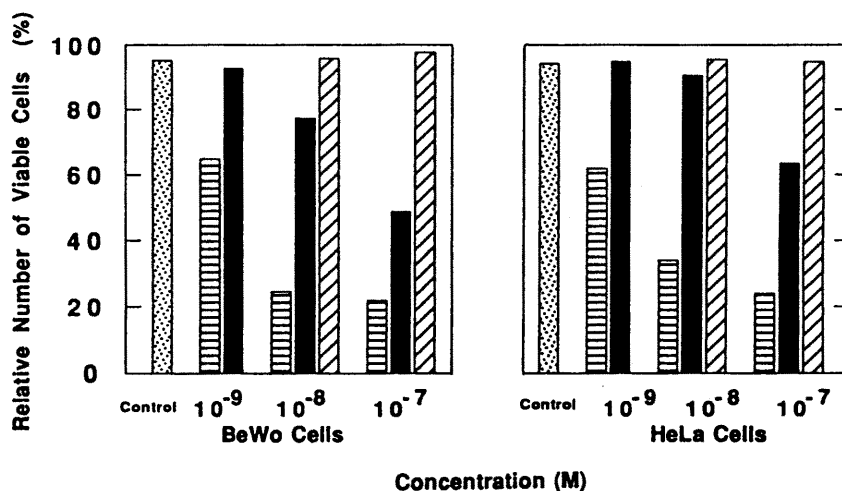 Relative Number of Viable Cells (%)
100
80
60
40
20
0
Control 10-9 10-8 10-7
BeWo Cells
Control 10-9 10-8 10-7
HeLa Cells
Concentration (M)